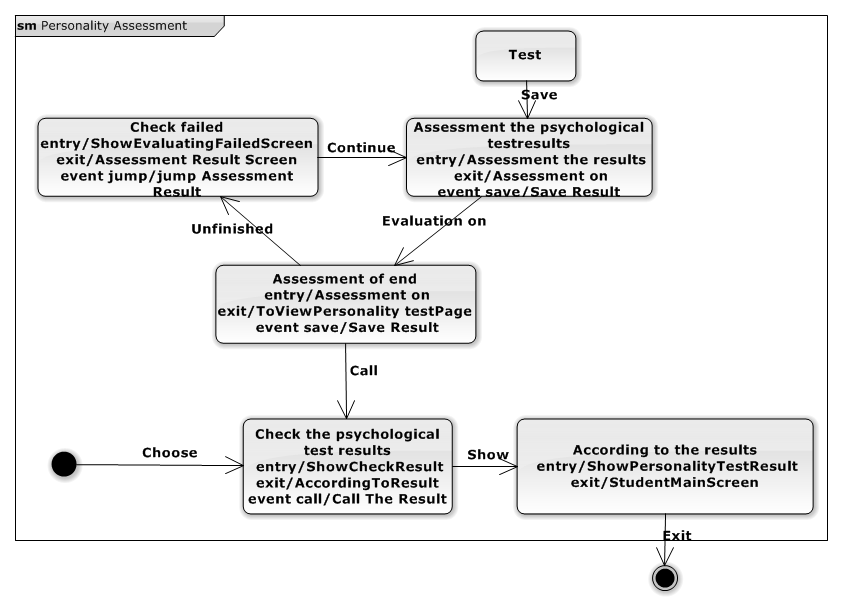 sm Personality Assessment
Test
Save
Check failed
entry/ShowEvaluatingFailedScreen
exit/Assessment Result Screen
event jump/jump Assessment
Result
Continue
Assessment the psychological
testresults
entry/Assessment the results
exit/Assessment on
event save/Save Result
Unfinished
Evaluation on
Assessment of end
entry/Assessment on
exit/ToViewPersonality testPage
event save/Save Result
Call
Choose
Check the psychological
test results
entry/ShowCheckResult
exit/AccordingToResult
event call/Call The Result
Show
According to the results
entry/ShowPersonalityTestResult
exit/StudentMainScreen
Exit